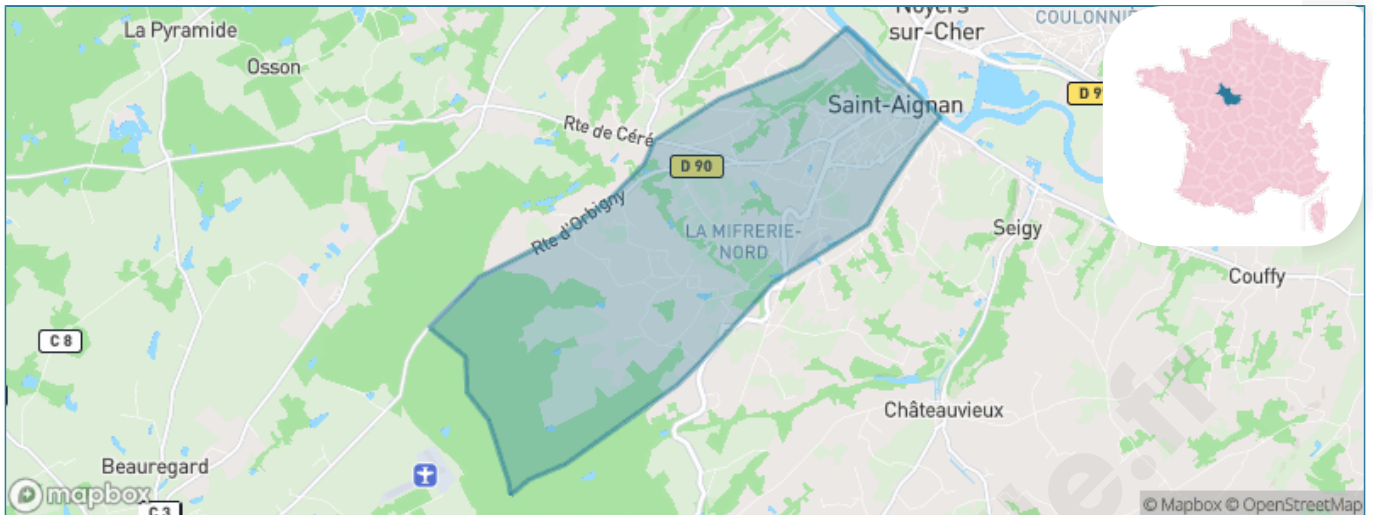 La Pyramide
Osson
Noyers
sur-Cher
Saint-Aignan
D 9
Rte de Céré
D 90
Rte d'Orbigny
LA MIFRERIE-
NORD
Seigy
Couffy
C 8
Châteauvieux
Beauregard
mapbox
C 3
© Mapbox © OpenStreetMap